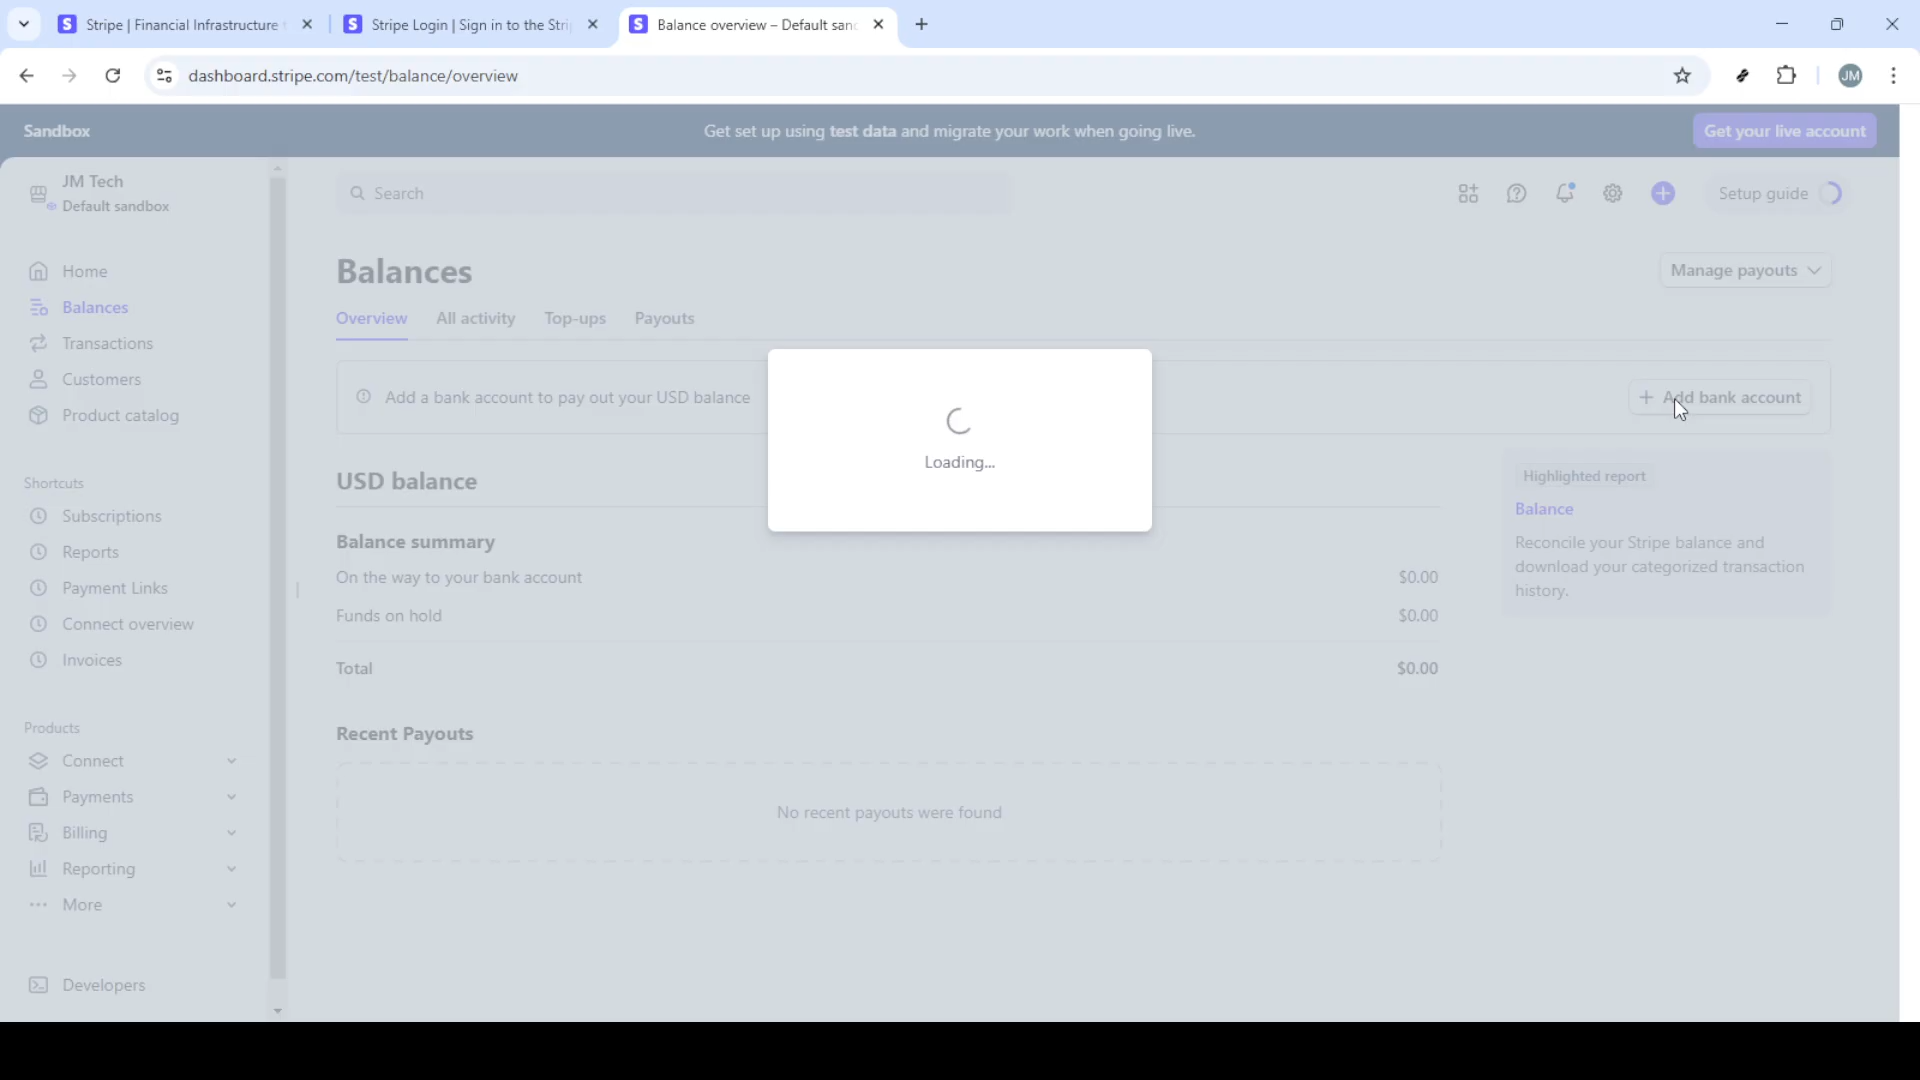 Stripe | Financial Infrastructure
Stripe Login | Sign in to the Stri
Balance overview – Default san
dashboard.stripe.com/test/balance/overview
JM
Sandbox
Get set up using test data and migrate your work when going live.
Get your live account
JM Tech
Default sandbox
Search
Setup guide
Home
Balances
Transactions
Customers
Product catalog
Shortcuts
Subscriptions
Reports
Payment Links
Connect overview
Invoices
Products
Connect
Payments
Billing
Reporting
More
Developers
Balances
Manage payouts
Overview
All activity
Top-ups
Payouts
Add a bank account to pay out your USD balance
Add bank account
Loading...
USD balance
Balance summary
On the way to your bank account $0.00
Funds on hold $0.00
Total $0.00
Recent Payouts
No recent payouts were found
Highlighted report
Balance
Reconcile your Stripe balance and
download your categorized transaction
history.